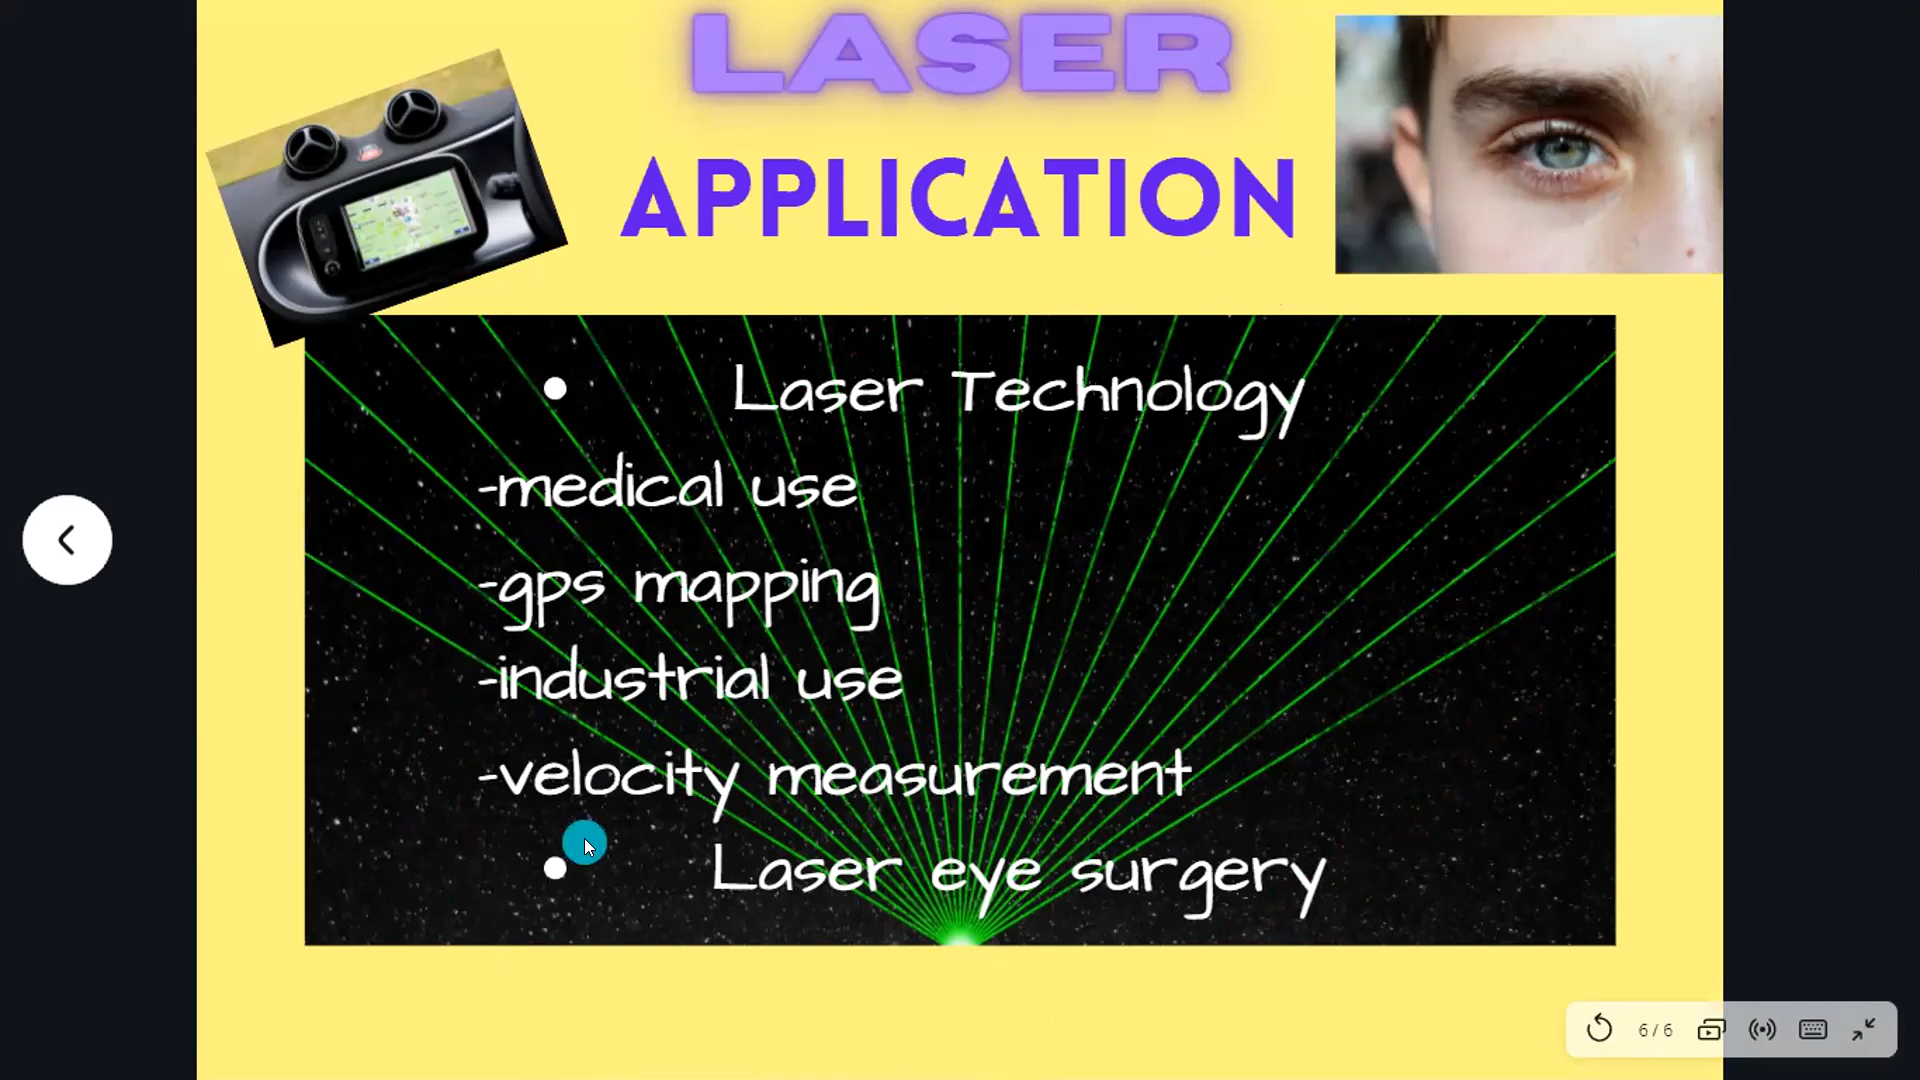 LASER
APPLICATION
• Laser Technology
-medical use
-gps mapping
-industrial use
-velocity measurement
• Laser eye surgery
6 / 6